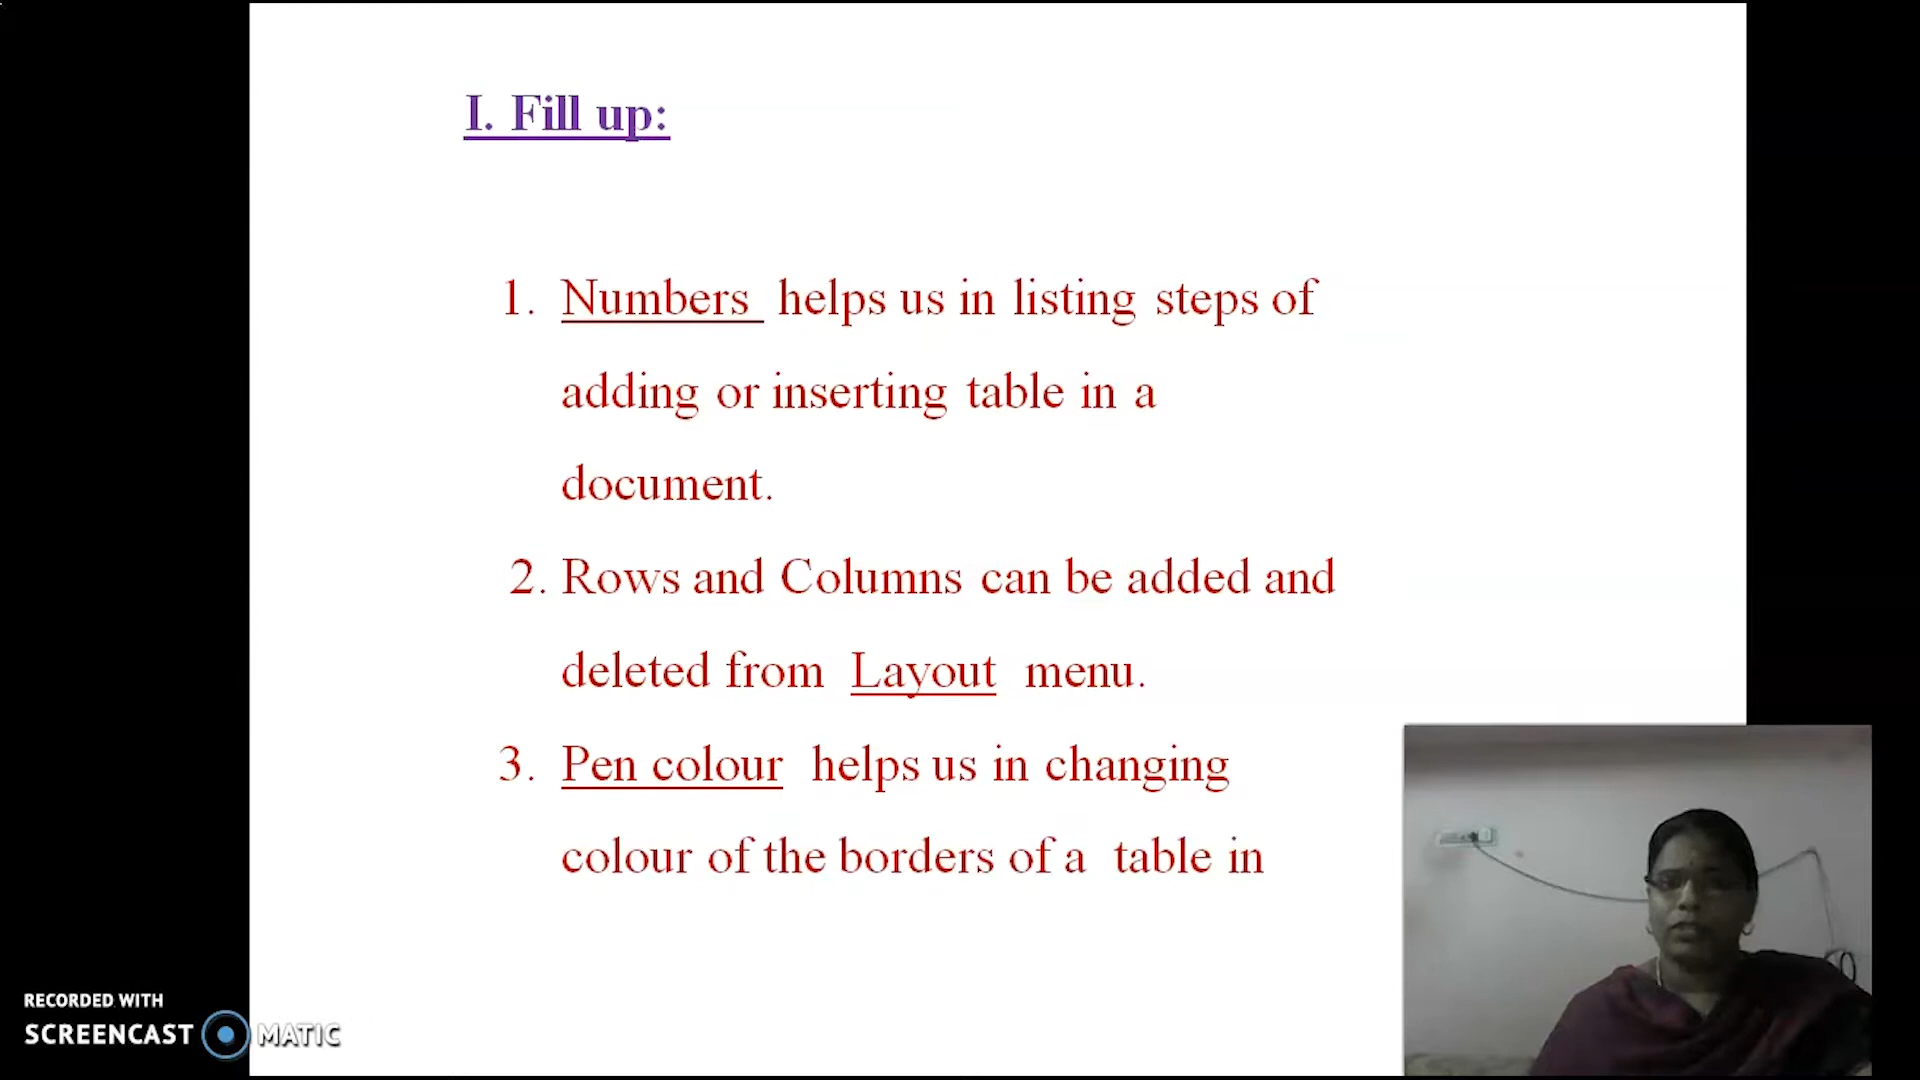 I. Fill up:
1. Numbers helps us in listing steps of
adding or inserting table in a
document.
2. Rows and Columns can be added and
deleted from Layout menu.
3. Pen colour helps us in changing
colour of the borders of a table in
RECORDED WITH
SCREENCAST MATIC